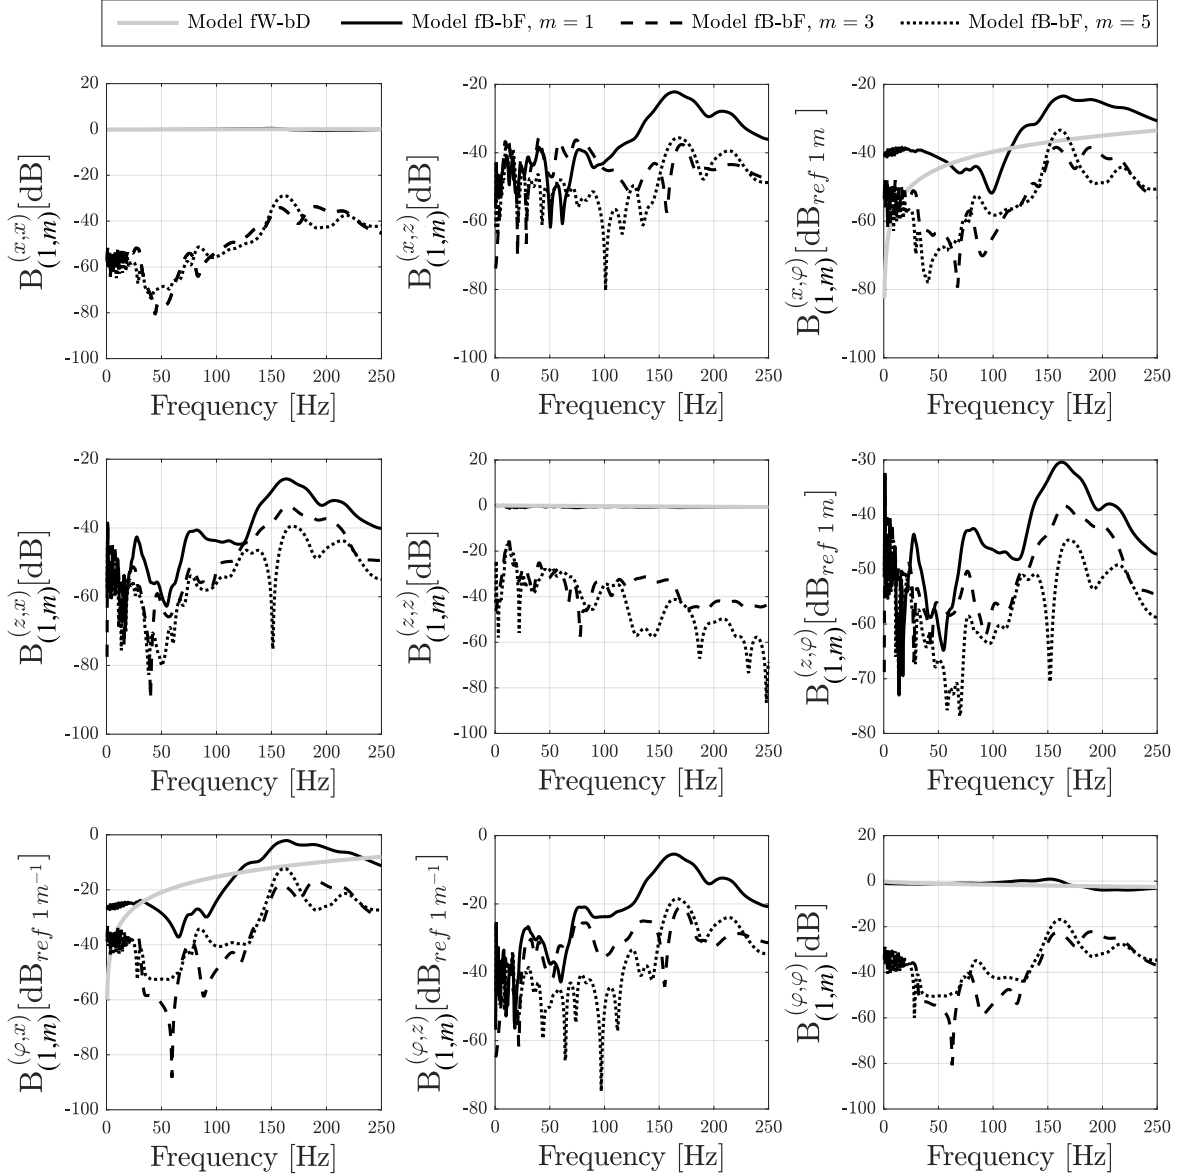 Model fW-bD Model fB-bF, m = 1 Model fB-bF, m = 3 Model fB-bF, m = 5
20
0
-20
-40
-60
-80
-100
0 50 100 150 200 250
Frequency [Hz]
B(1,m)(x,x)[dB]
-20
-40
-60
-80
-100
0 50 100 150 200 250
Frequency [Hz]
B(1,m)(x,z)[dB]
-20
-40
-60
-80
-100
0 50 100 150 200 250
Frequency [Hz]
B(1,m)(x,φ)[dBref 1 m]
-20
-40
-60
-80
-100
0 50 100 150 200 250
Frequency [Hz]
B(1,m)(z,x)[dB]
20
0
-20
-40
-60
-80
-100
0 50 100 150 200 250
Frequency [Hz]
B(1,m)(z,z)[dB]
-30
-40
-50
-60
-70
-80
0 50 100 150 200 250
Frequency [Hz]
B(1,m)(z,φ)[dBref 1 m]
0
-20
-40
-60
-80
-100
0 50 100 150 200 250
Frequency [Hz]
B(1,m)(φ,x)[dBref 1 m−1]
0
-20
-40
-60
-80
0 50 100 150 200 250
Frequency [Hz]
B(1,m)(φ,z)[dBref 1 m−1]
20
0
-20
-40
-60
-80
-100
0 50 100 150 200 250
Frequency [Hz]
B(1,m)(φ,φ)[dB]